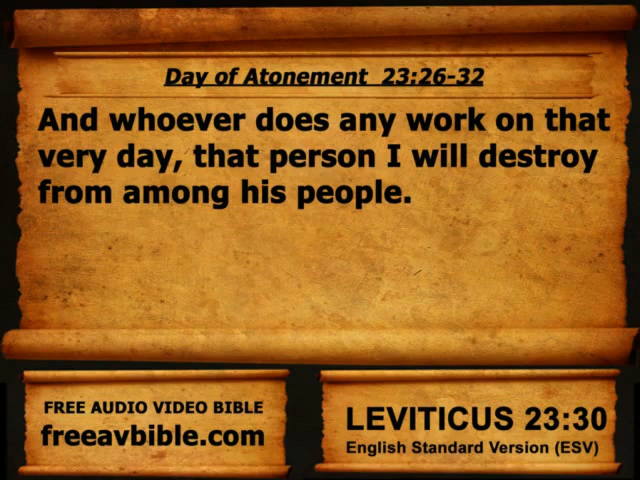 Day of Atonement  23:26-32
And whoever does any work on that
very day, that person I will destroy
from among his people.
FREE AUDIO VIDEO BIBLE
freeavbible.com
LEVITICUS 23:30
English Standard Version (ESV)